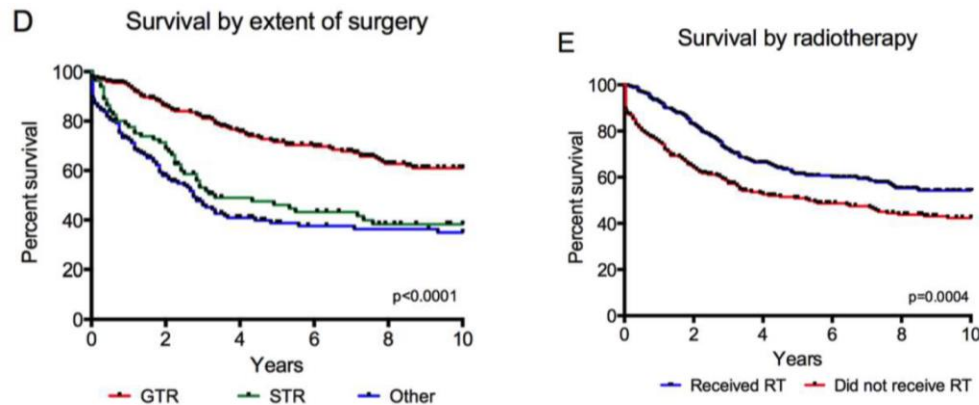 D
Survival by extent of surgery
Percent survival
100
80
60
40
20
0
p<0.0001
0 2 4 6 8 10
Years
GTR STR Other
E
Survival by radiotherapy
Percent survival
100
80
60
40
20
0
p=0.0004
0 2 4 6 8 10
Years
Received RT Did not receive RT